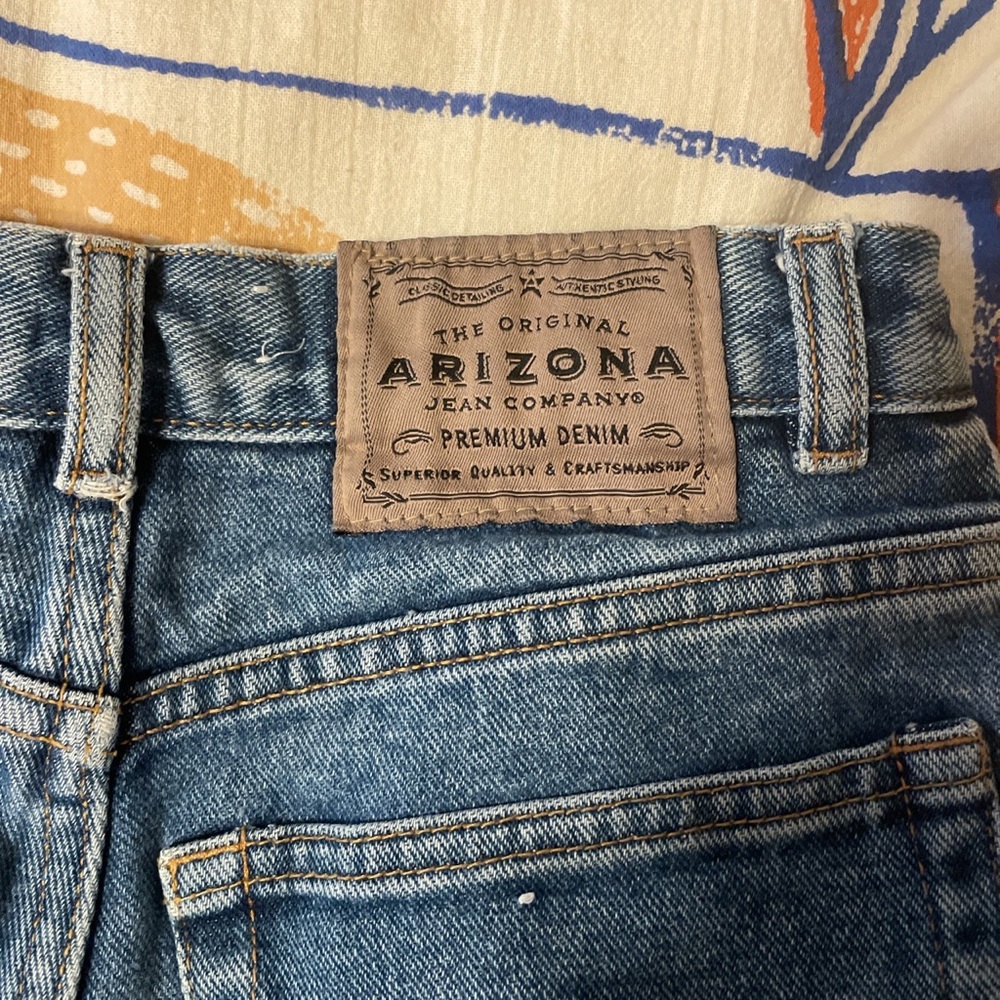 CLASSIC DETAILING A AUTHENTIC STYLING
THE ORIGINAL
ARIZONA
JEAN COMPANY®
PREMIUM DENIM
SUPERIOR QUALITY & CRAFTSMANSHIP